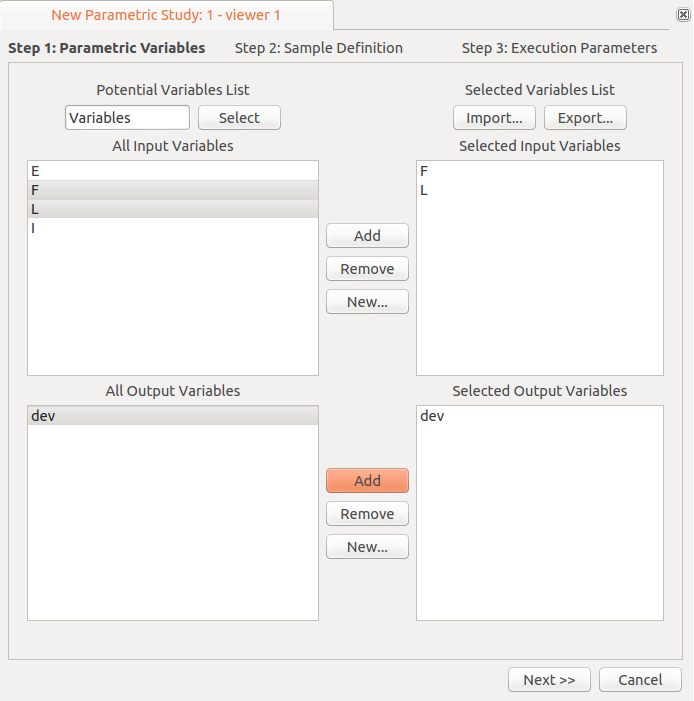 New Parametric Study: 1 - viewer 1
Step 1: Parametric Variables Step 2: Sample Definition Step 3: Execution Parameters
Potential Variables List Selected Variables List
Variables Select Import... Export...
All Input Variables Selected Input Variables
E
F
L
I
F
L
Add
Remove
New...
All Output Variables Selected Output Variables
dev
dev
Add
Remove
New...
Next >> Cancel